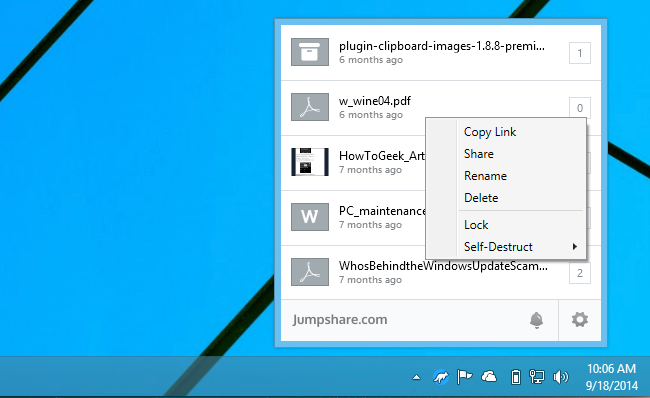 plugin-clipboard-images-1.8.8-premi...
6 months ago
1
w_wine04.pdf
6 months ago
0
Copy Link
Share
Rename
Delete
Lock
Self-Destruct
HowToGeek_Art
7 months ago
W
PC_maintenance
7 months ago
WhosBehindtheWindowsUpdateScam...
7 months ago
2
Jumpshare.com
10:06 AM
9/18/2014